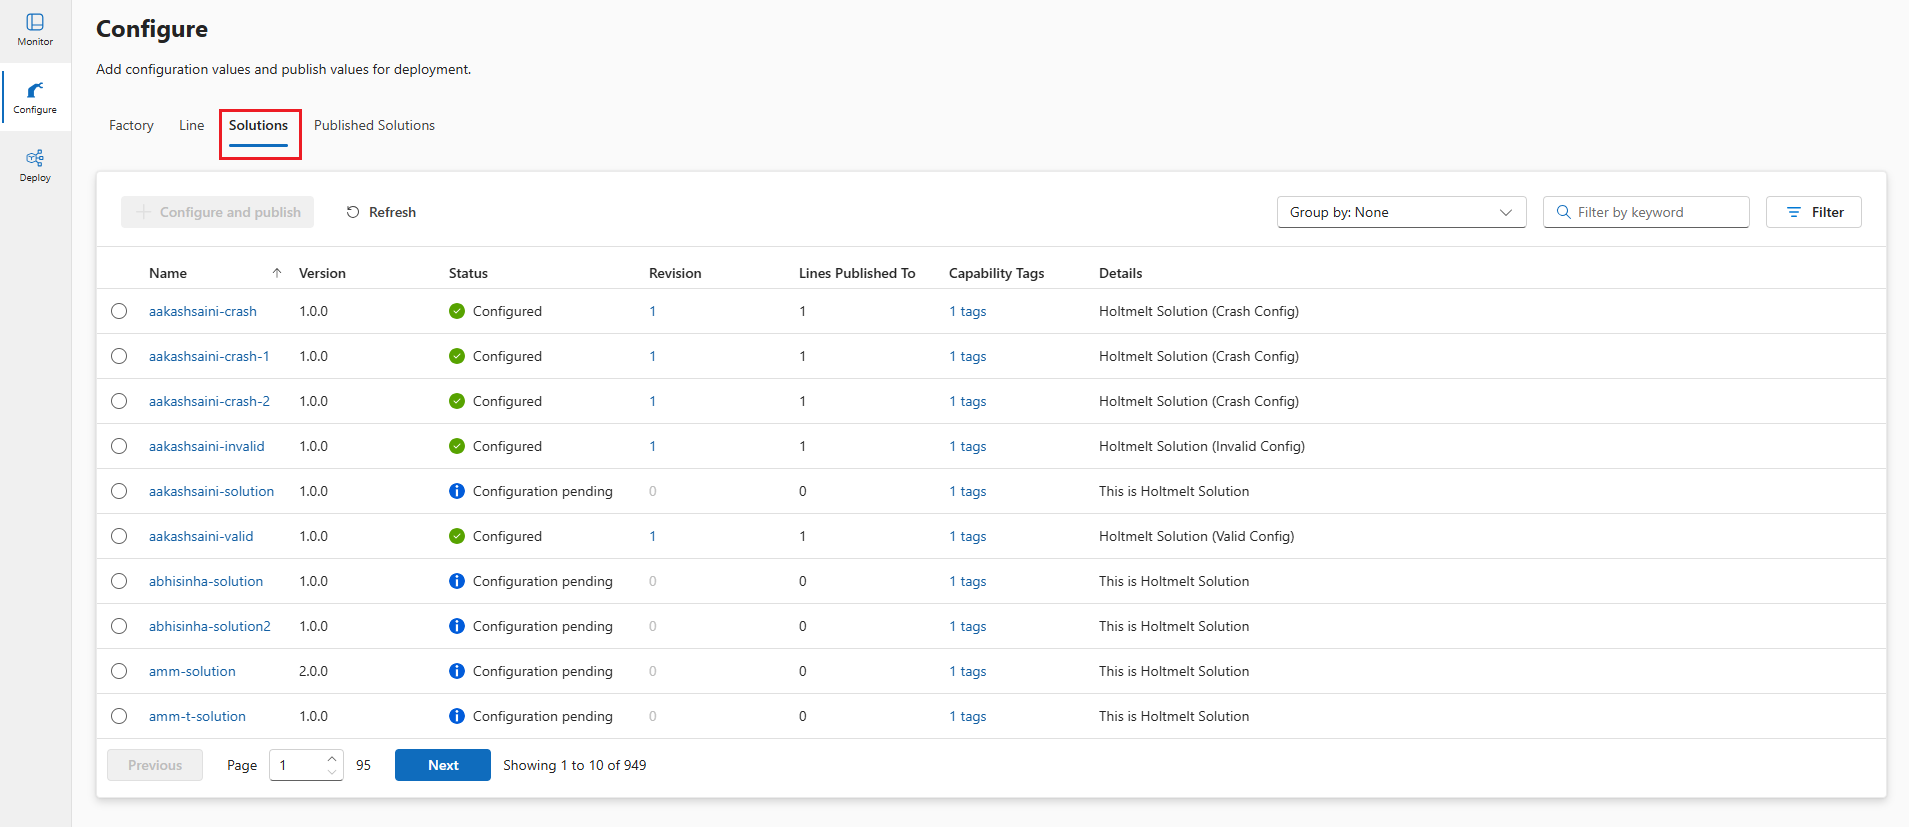 Monitor
Configure
Deploy
Configure
Add configuration values and publish values for deployment.
Factory Line Solutions Published Solutions
Configure and publish Refresh Group by: None Filter by keyword Filter
Name Version Status Revision Lines Published To Capability Tags Details
aakashsaini-crash 1.0.0 Configured 1 1 1 tags Holtmelt Solution (Crash Config)
aakashsaini-crash-1 1.0.0 Configured 1 1 1 tags Holtmelt Solution (Crash Config)
aakashsaini-crash-2 1.0.0 Configured 1 1 1 tags Holtmelt Solution (Crash Config)
aakashsaini-invalid 1.0.0 Configured 1 1 1 tags Holtmelt Solution (Invalid Config)
aakashsaini-solution 1.0.0 Configuration pending 0 0 1 tags This is Holtmelt Solution
aakashsaini-valid 1.0.0 Configured 1 1 1 tags Holtmelt Solution (Valid Config)
abhisinha-solution 1.0.0 Configuration pending 0 0 1 tags This is Holtmelt Solution
abhisinha-solution2 1.0.0 Configuration pending 0 0 1 tags This is Holtmelt Solution
amm-solution 2.0.0 Configuration pending 0 0 1 tags This is Holtmelt Solution
amm-t-solution 1.0.0 Configuration pending 0 0 1 tags This is Holtmelt Solution
Previous Page 1 95 Next Showing 1 to 10 of 949